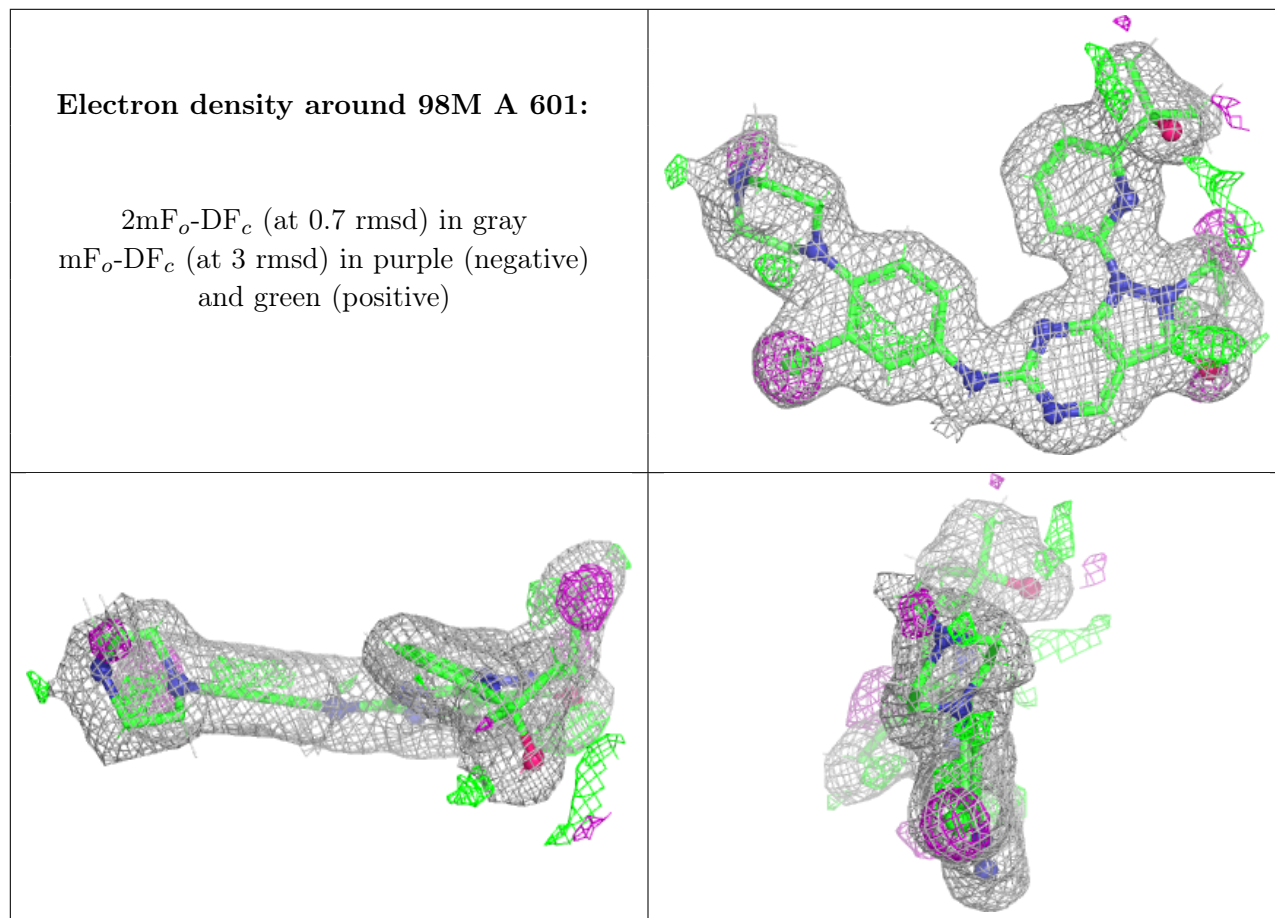 Electron density around 98M A 601:
2mFo-DFc (at 0.7 rmsd) in gray
mFo-DFc (at 3 rmsd) in purple (negative)
and green (positive)